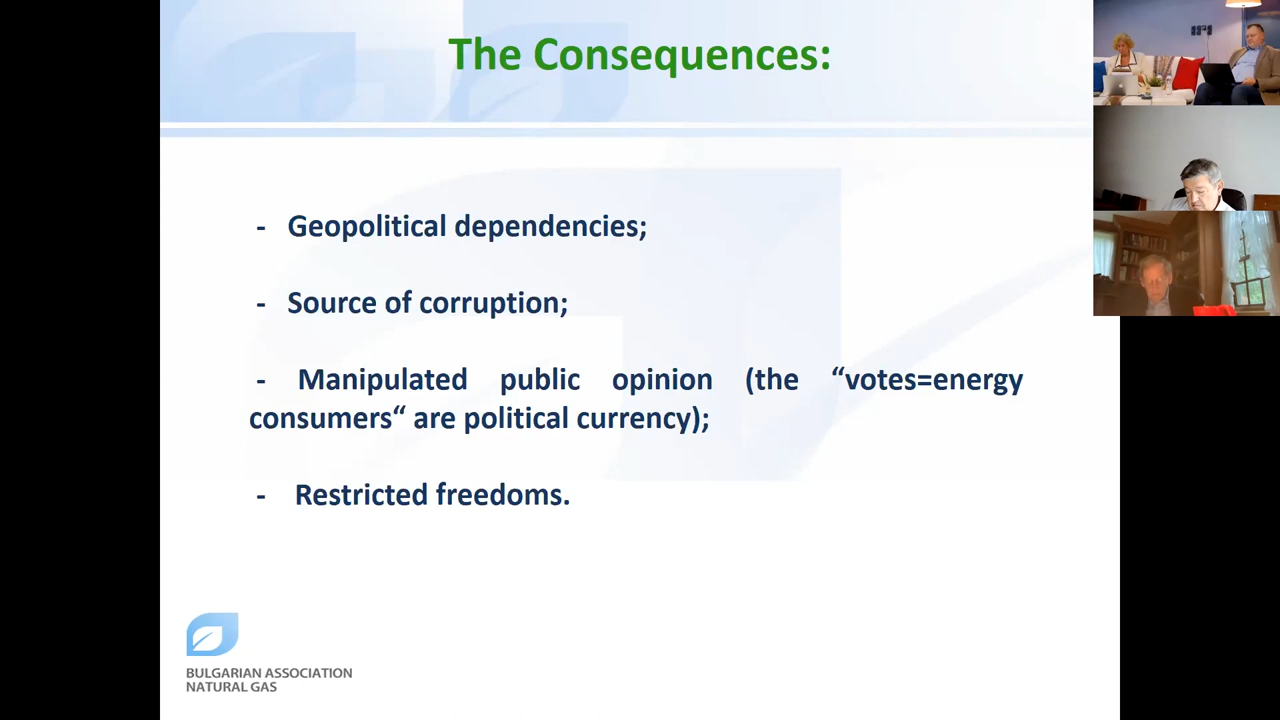 The Consequences:
- Geopolitical dependencies;
- Source of corruption;
- Manipulated public opinion (the “votes=energy
consumers“ are political currency);
- Restricted freedoms.
BULGARIAN ASSOCIATION
NATURAL GAS